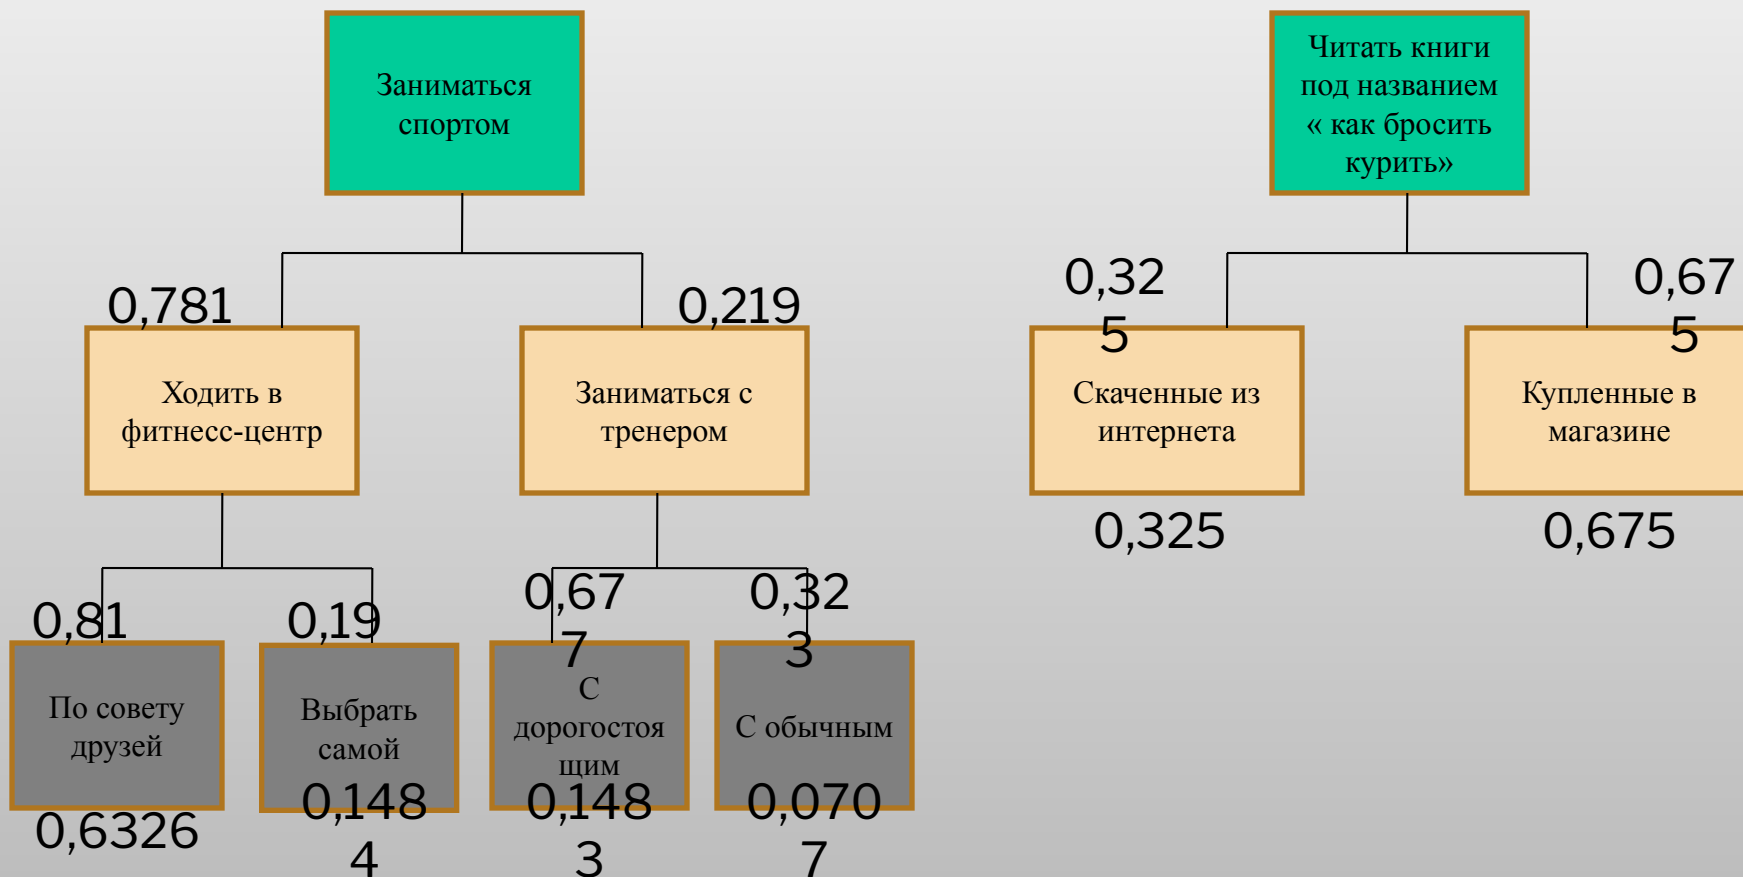 Заниматься
спортом
Читать книги
под названием
« как бросить
курить»
0,781
0,219
0,32
5
0,67
5
Ходить в
фитнесс-центр
Заниматься с
тренером
Скаченные из
интернета
Купленные в
магазине
0,325
0,675
0,81
0,19
0,67
7
0,32
3
По совету
друзей
Выбрать
самой
С
дорогостоя
щим
С обычным
0,6326
0,148
4
0,148
3
0,070
7